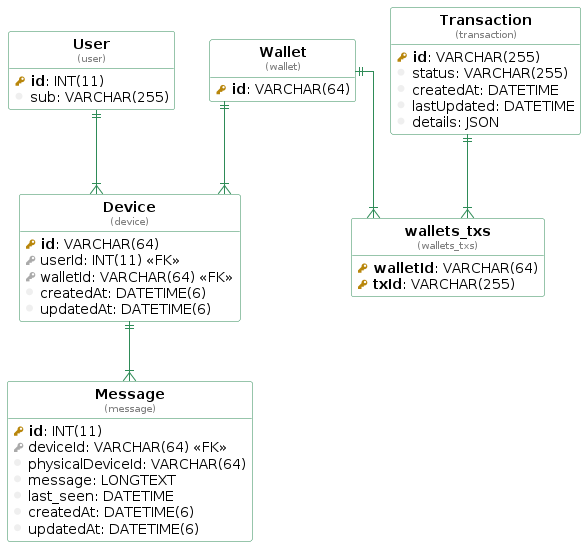 User
(user)
id: INT(11)
sub: VARCHAR(255)
Wallet
(wallet)
id: VARCHAR(64)
Transaction
(transaction)
id: VARCHAR(255)
status: VARCHAR(255)
createdAt: DATETIME
lastUpdated: DATETIME
details: JSON
Device
(device)
id: VARCHAR(64)
userId: INT(11) «FK»
walletId: VARCHAR(64) «FK»
createdAt: DATETIME(6)
updatedAt: DATETIME(6)
wallets_txs
(wallets_txs)
walletId: VARCHAR(64)
txId: VARCHAR(255)
Message
(message)
id: INT(11)
deviceId: VARCHAR(64) «FK»
physicalDeviceId: VARCHAR(64)
message: LONGTEXT
last_seen: DATETIME
createdAt: DATETIME(6)
updatedAt: DATETIME(6)